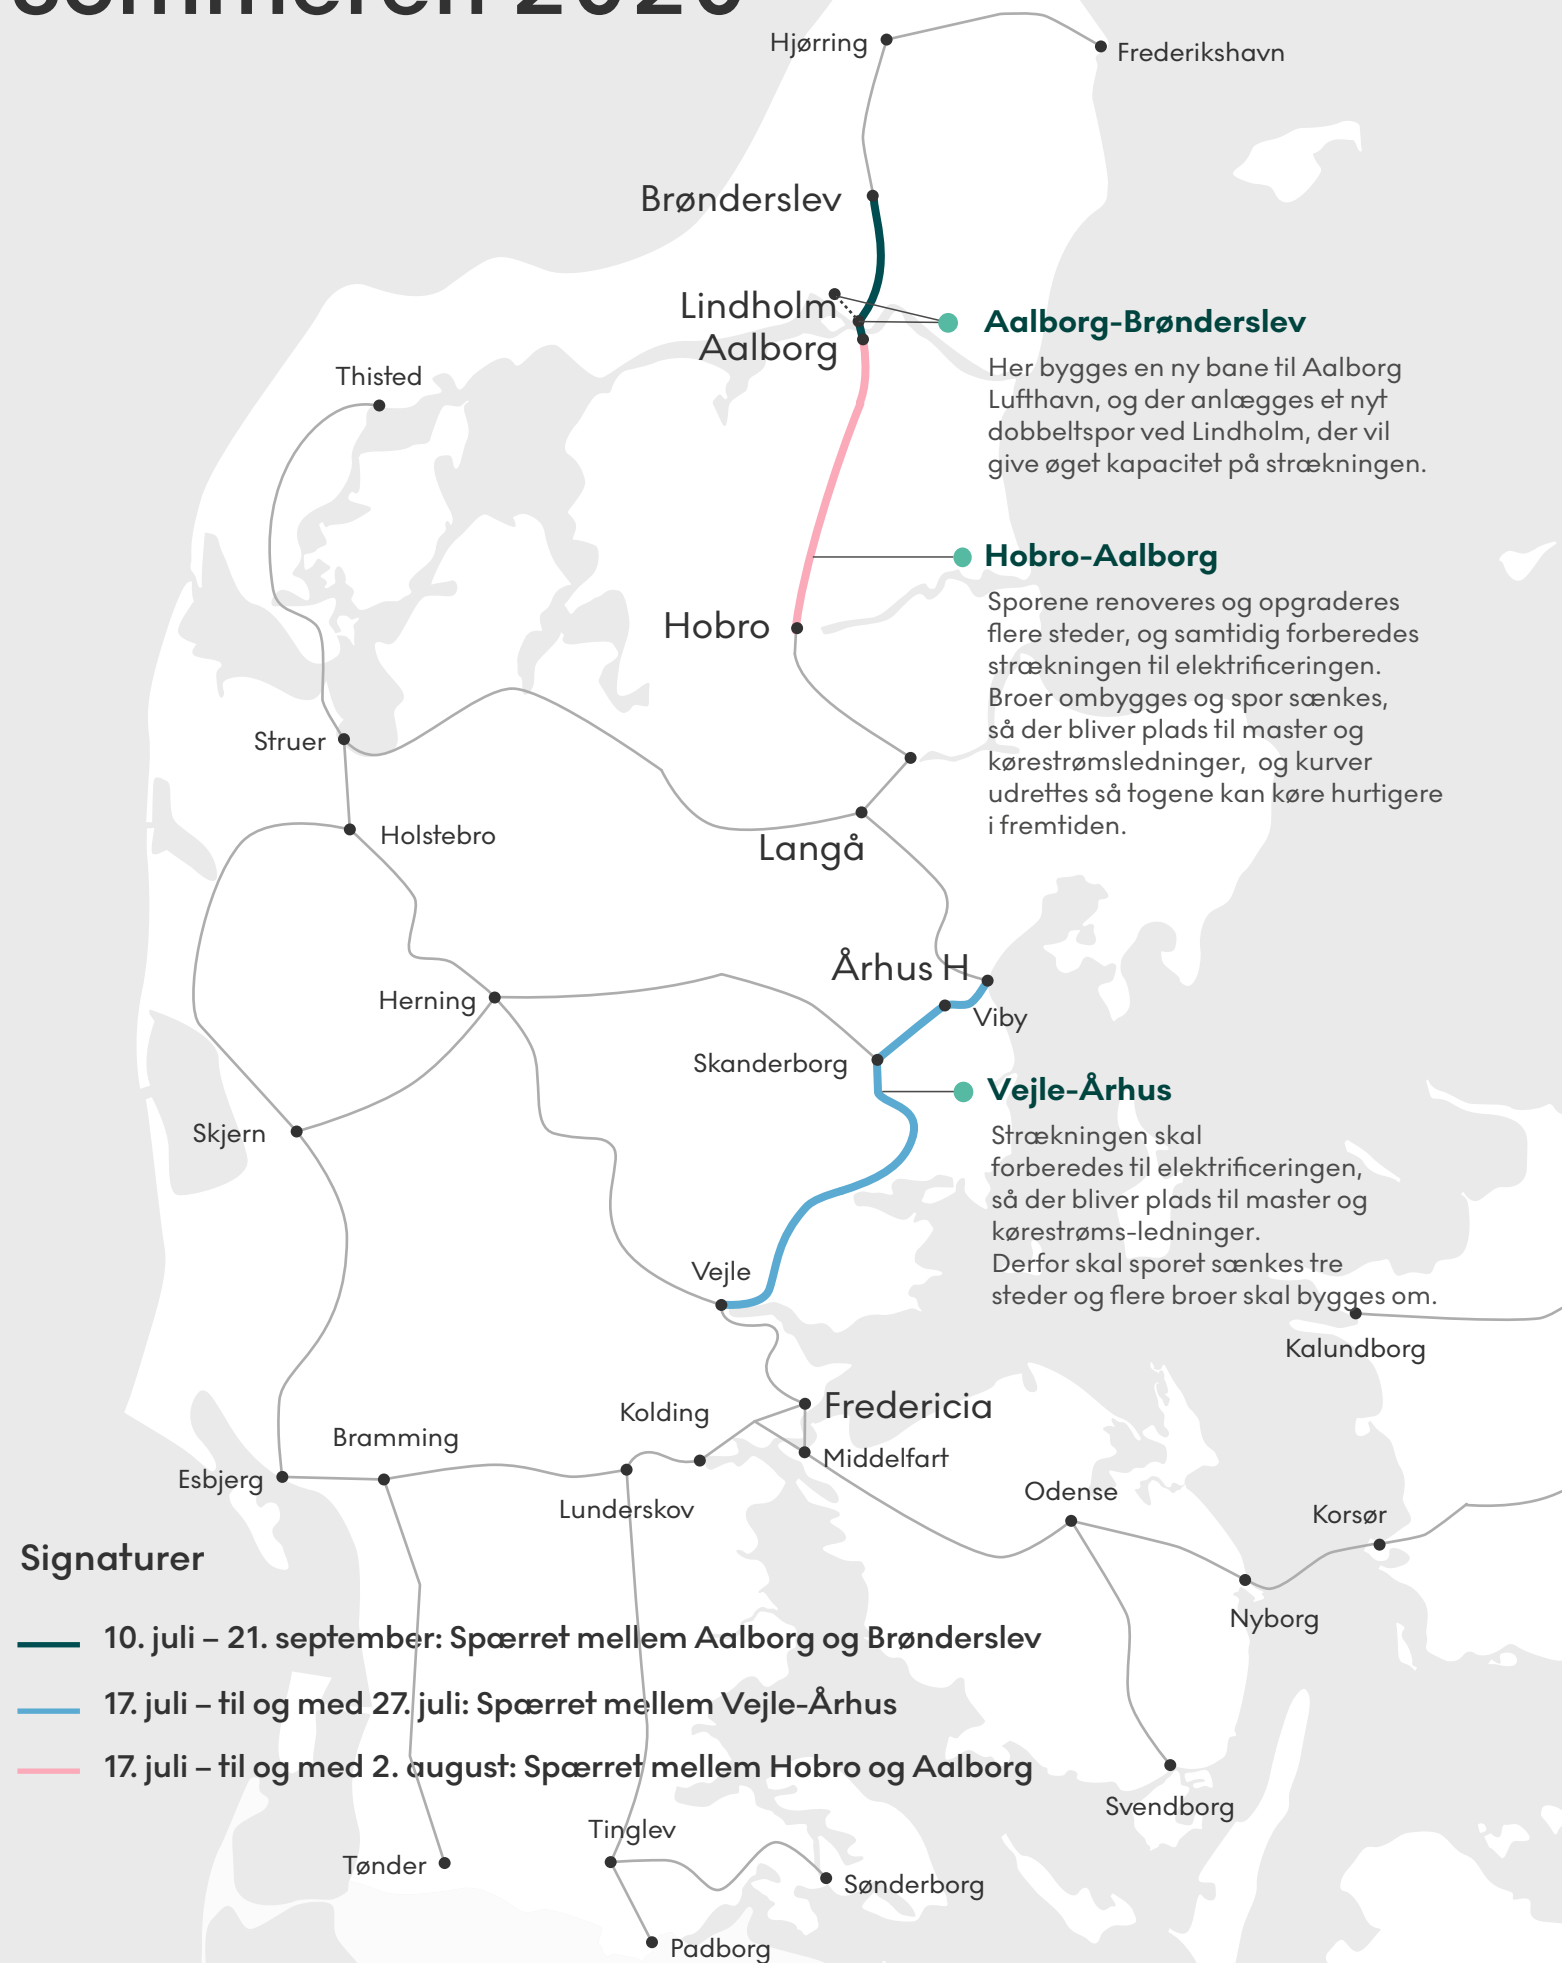 sommeren 2020
Hjørring
Frederikshavn
Brønderslev
Lindholm
Aalborg
Aalborg-Brønderslev
Her bygges en ny bane til Aalborg
Lufthavn, og der anlægges et nyt
dobbeltspor ved Lindholm, der vil
give øget kapacitet på strækningen.
Thisted
Hobro-Aalborg
Sporene renoveres og opgraderes
flere steder, og samtidig forberedes
strækningen til elektrificeringen.
Broer ombygges og spor sænkes,
så der bliver plads til master og
kørestrømsledninger, og kurver
udrettes så togene kan køre hurtigere
i fremtiden.
Hobro
Struer
Holstebro
Langå
Århus H
Herning
Viby
Skanderborg
Vejle-Århus
Strækningen skal
forberedes til elektrificeringen,
så der bliver plads til master og
kørestrøms-ledninger.
Derfor skal sporet sænkes tre
steder og flere broer skal bygges om.
Skjern
Vejle
Kalundborg
Fredericia
Kolding
Bramming
Middelfart
Esbjerg
Odense
Lunderskov
Korsør
Nyborg
Signaturer
10. juli – 21. september: Spærret mellem Aalborg og Brønderslev
17. juli – til og med 27. juli: Spærret mellem Vejle-Århus
17. juli – til og med 2. august: Spærret mellem Hobro og Aalborg
Svendborg
Tinglev
Tønder
Sønderborg
Padborg